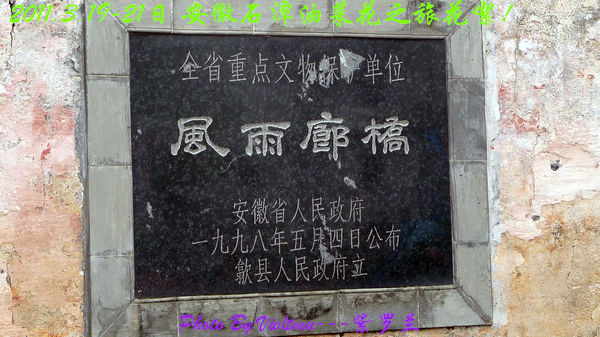 2011.3.19-21日安徽石潭油菜花之旅花絮！
全省重点文物保护单位
風雨廊橋
安徽省人民政府
一九九八年五月四日公布
歙县人民政府立
Photo By Victoria---紫罗兰